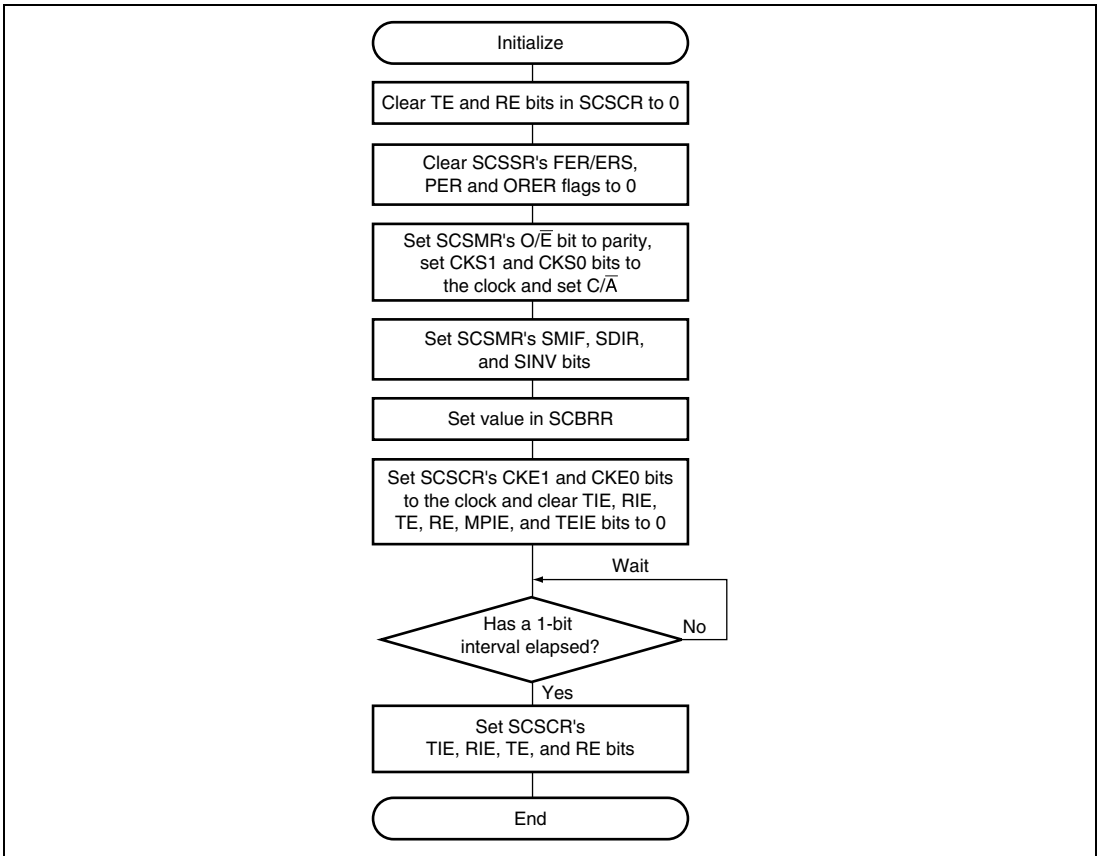 Initialize
Clear TE and RE bits in SCSCR to 0
Clear SCSSR's FER/ERS,
PER and ORER flags to 0
Set SCSMR's O/E̅ bit to parity,
set CKS1 and CKS0 bits to
the clock and set C/A̅
Set SCSMR's SMIF, SDIR,
and SINV bits
Set value in SCBRR
Set SCSCR's CKE1 and CKE0 bits
to the clock and clear TIE, RIE,
TE, RE, MPIE, and TEIE bits to 0
Wait
Has a 1-bit
interval elapsed?
No
Yes
Set SCSCR's
TIE, RIE, TE, and RE bits
End